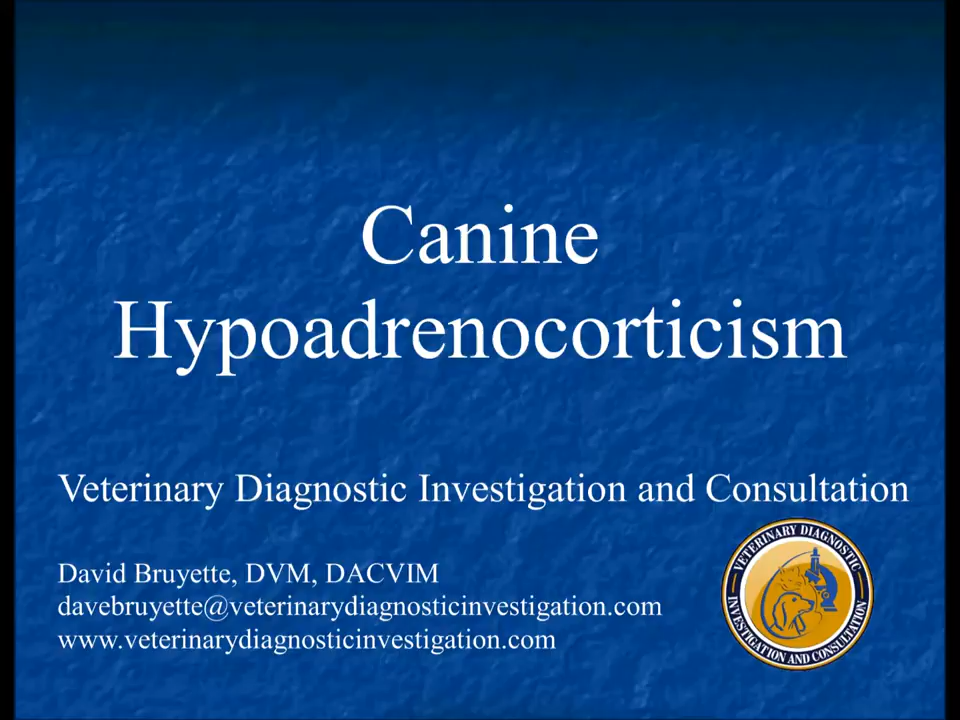 Canine
Hypoadrenocorticism
Veterinary Diagnostic Investigation and Consultation
David Bruyette, DVM, DACVIM
davebruyette@veterinarydiagnosticinvestigation.com
www.veterinarydiagnosticinvestigation.com
VETERINARY DIAGNOSTIC
INVESTIGATION AND CONSULTATION